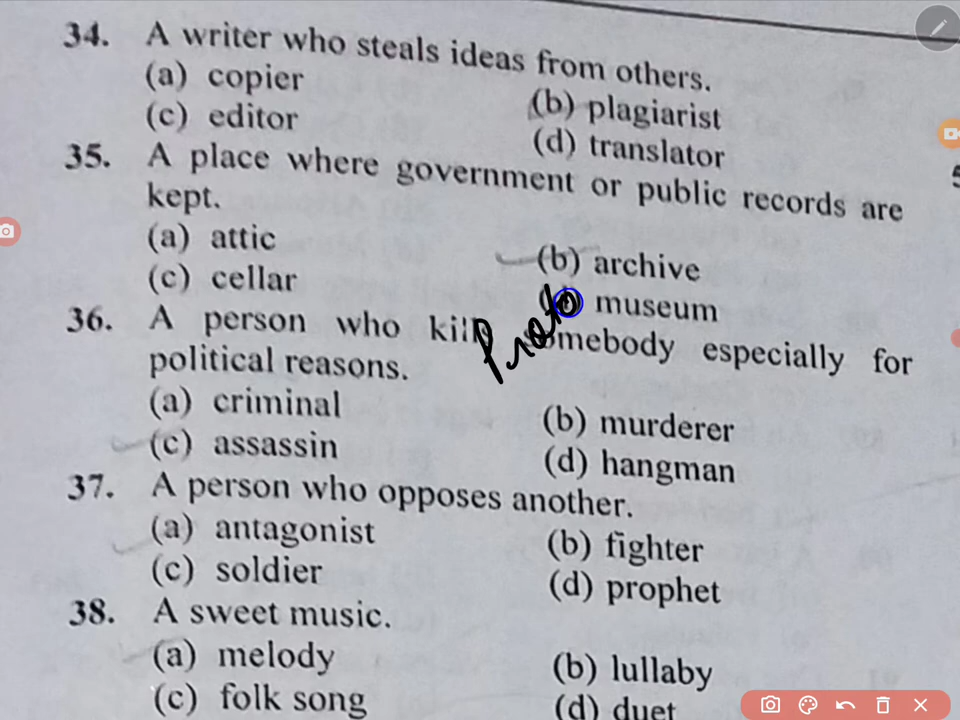 34. A writer who steals ideas from others.
(a) copier
(b) plagiarist
(c) editor
(d) translator
35. A place where government or public records are
kept.
(a) attic
(b) archive
(c) cellar
museum
36. A person who somebody especially for
Proto
political reasons.
(a) criminal
(b) murderer
(c) assassin
(d) hangman
37. A person who opposes another.
(a) antagonist
(b) fighter
(c) soldier
(d) prophet
38. A sweet music.
(a) melody
(b) lullaby
(c) folk song
(d) duet